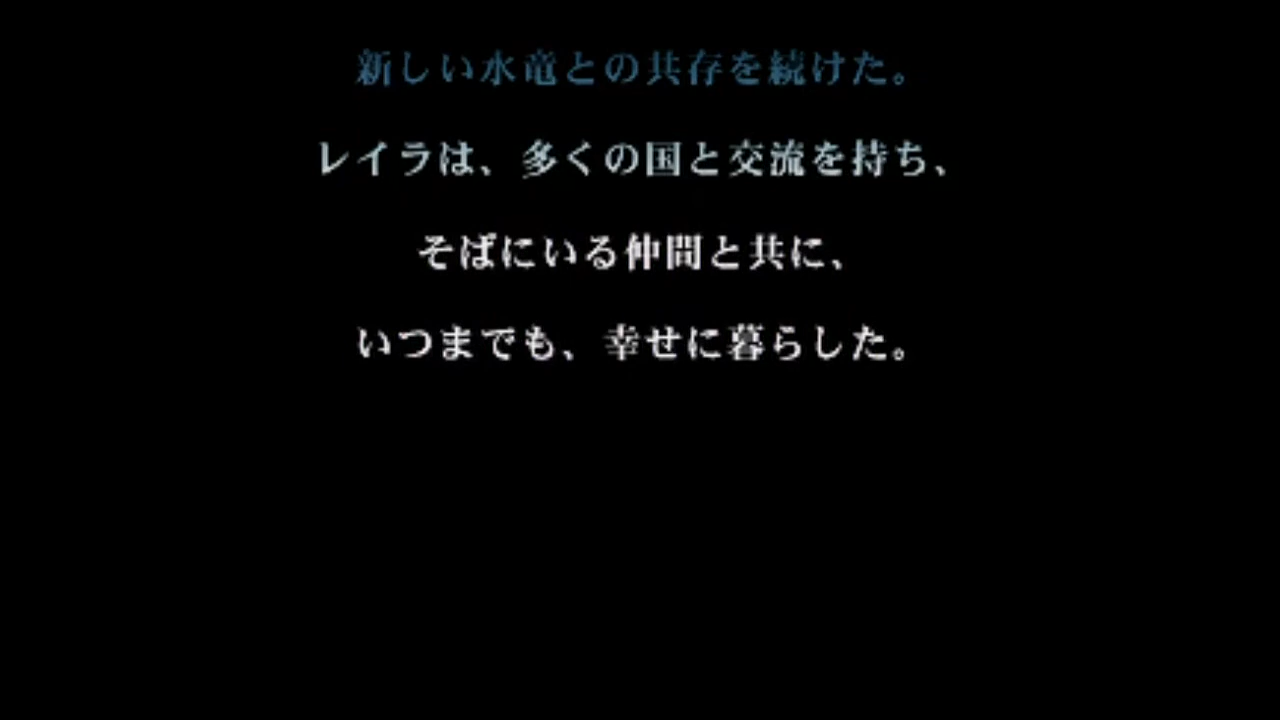 新しい水竜との共存を続けた。
レイラは、多くの国と交流を持ち、
そばにいる仲間と共に、
いつまでも、幸せに暮らした。